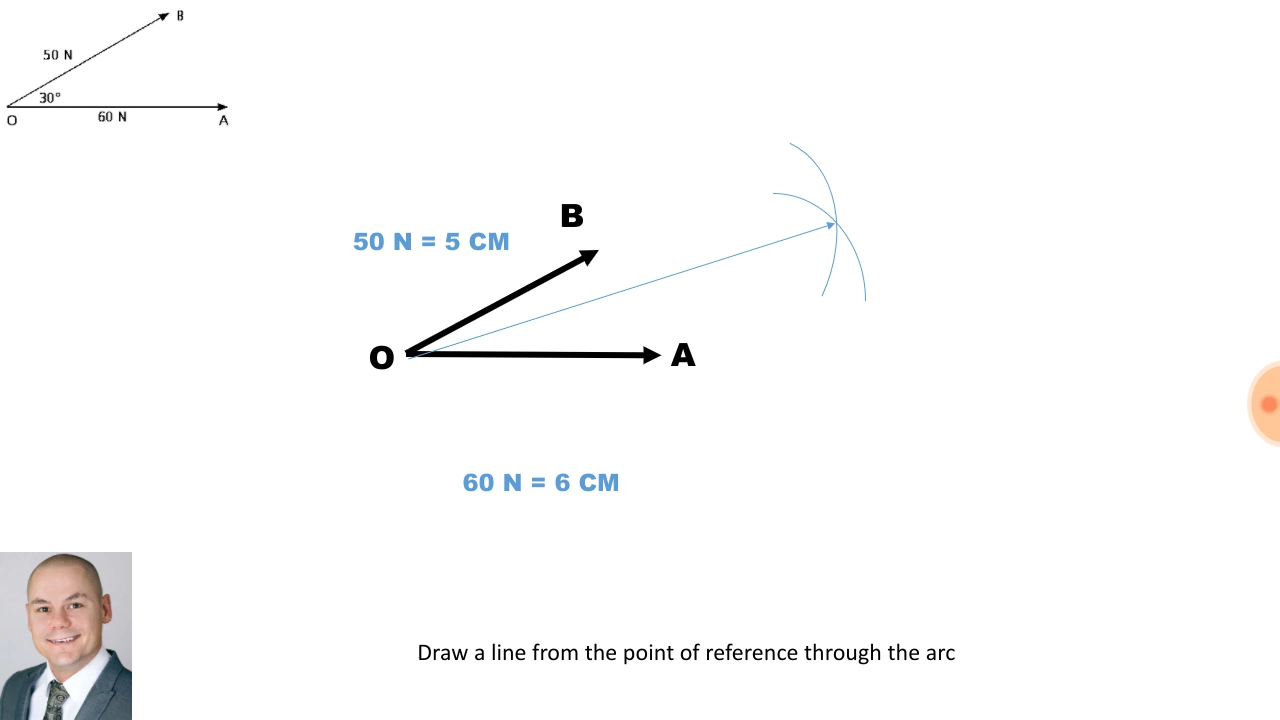 B
50 N
30°
O
60 N
A
B
50 N = 5 CM
O
A
60 N = 6 CM
Draw a line from the point of reference through the arc